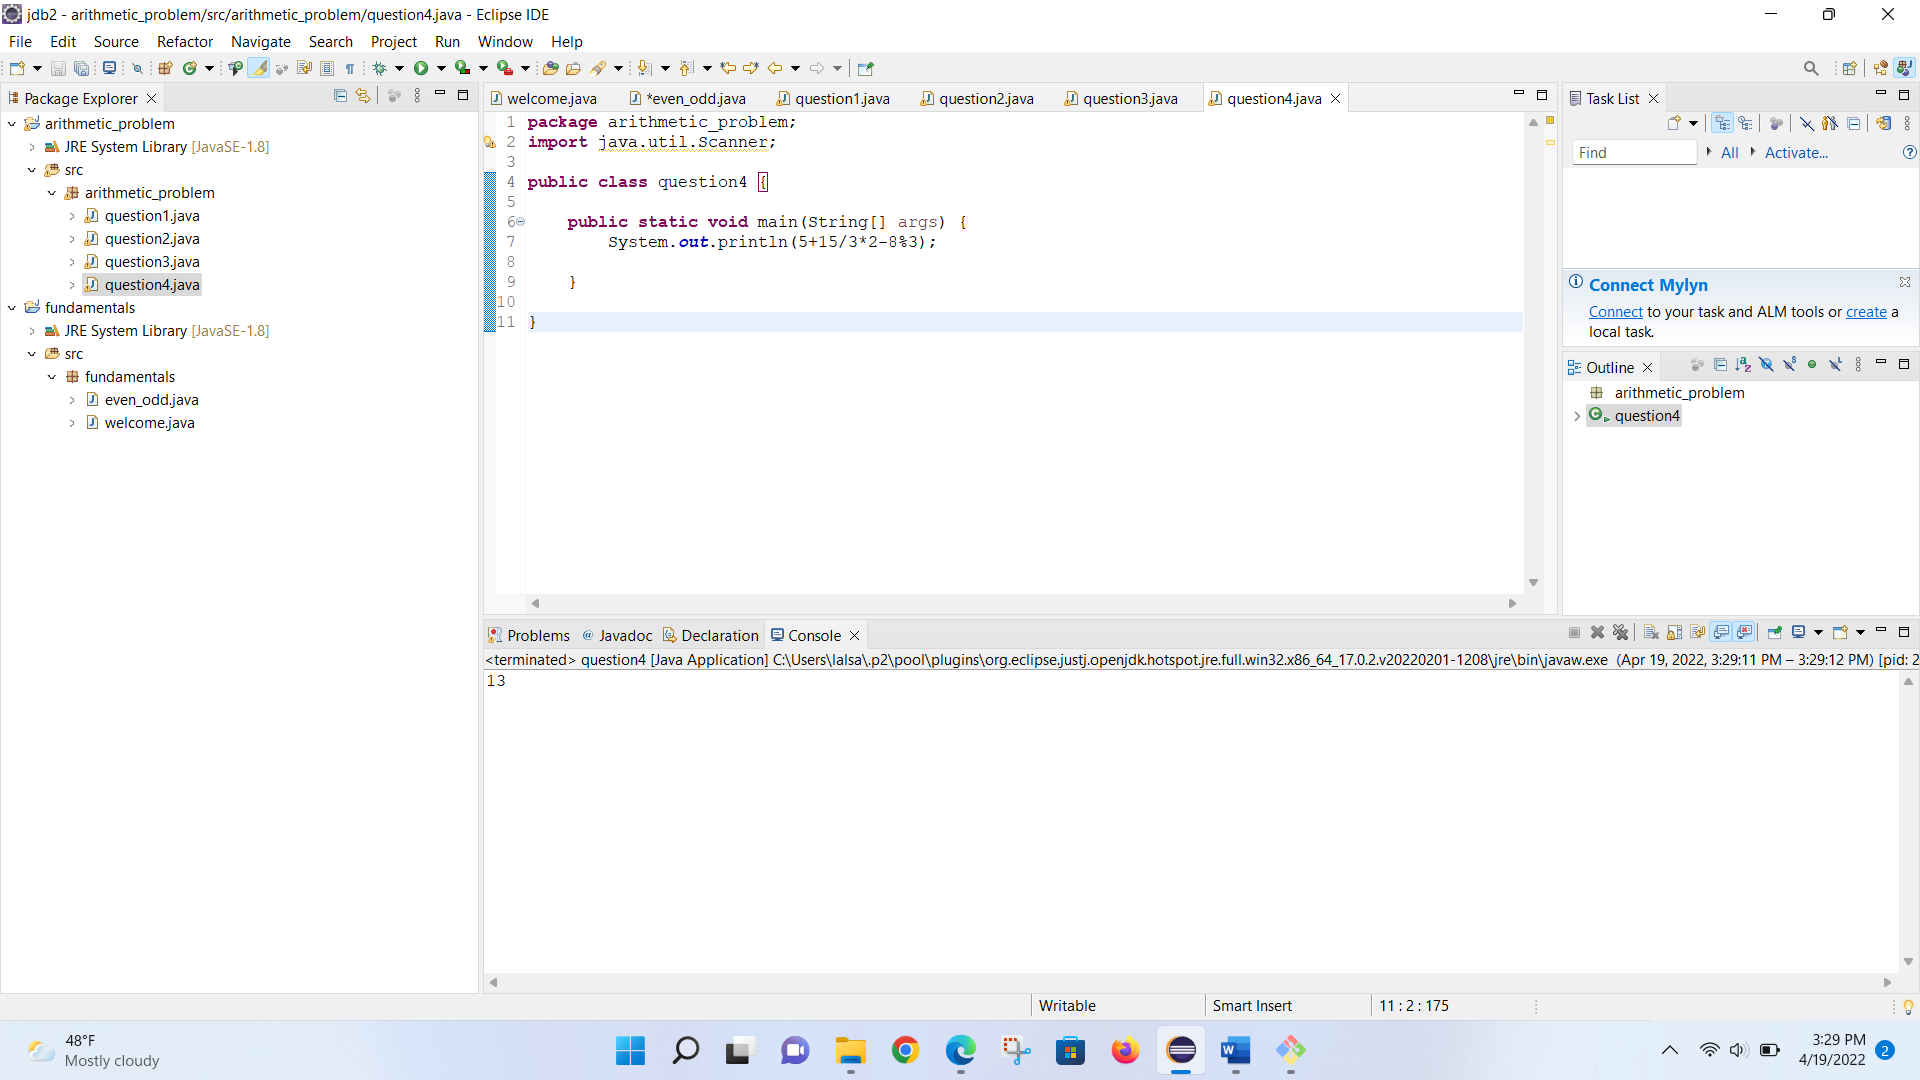 jdb2 - arithmetic_problem/src/arithmetic_problem/question4.java - Eclipse IDE
File Edit Source Refactor Navigate Search Project Run Window Help
Package Explorer
arithmetic_problem
JRE System Library [JavaSE-1.8]
src
arithmetic_problem
question1.java
question2.java
question3.java
question4.java
fundamentals
JRE System Library [JavaSE-1.8]
src
fundamentals
even_odd.java
welcome.java
welcome.java *even_odd.java question1.java question2.java question3.java question4.java
1 package arithmetic_problem;
2 import java.util.Scanner;
3
4 public class question4 {
5
6 public static void main(String[] args) {
7 System.out.println(5+15/3*2-8%3);
8
9 }
10
11 }
Task List
Find All Activate...
Connect Mylyn
Connect to your task and ALM tools or create a
local task.
Outline
arithmetic_problem
question4
Problems @ Javadoc Declaration Console
<terminated> question4 [Java Application] C:\Users\lalsa\.p2\pool\plugins\org.eclipse.justj.openjdk.hotspot.jre.full.win32.x86_64_17.0.2.v20220201-1208\jre\bin\javaw.exe (Apr 19, 2022, 3:29:11 PM – 3:29:12 PM) [pid: 2
13
Writable Smart Insert 11 : 2 : 175
48°F
Mostly cloudy
3:29 PM
4/19/2022
2